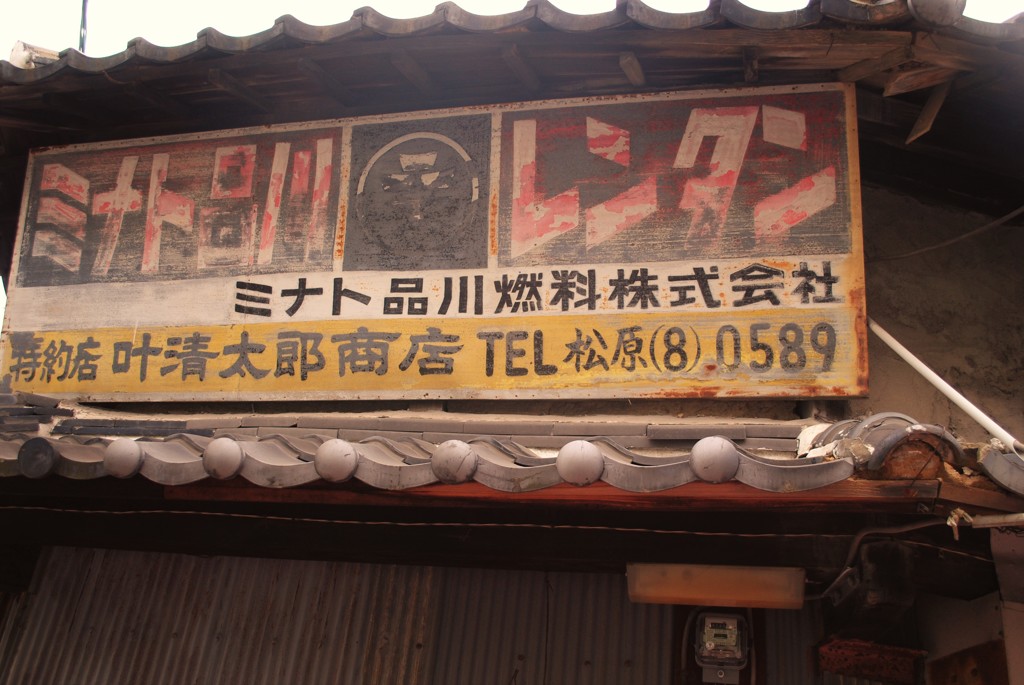 ミナト品川レンタン
ミナト品川燃料株式会社
特約店 叶清太郎商店 TEL 松原(8)0589